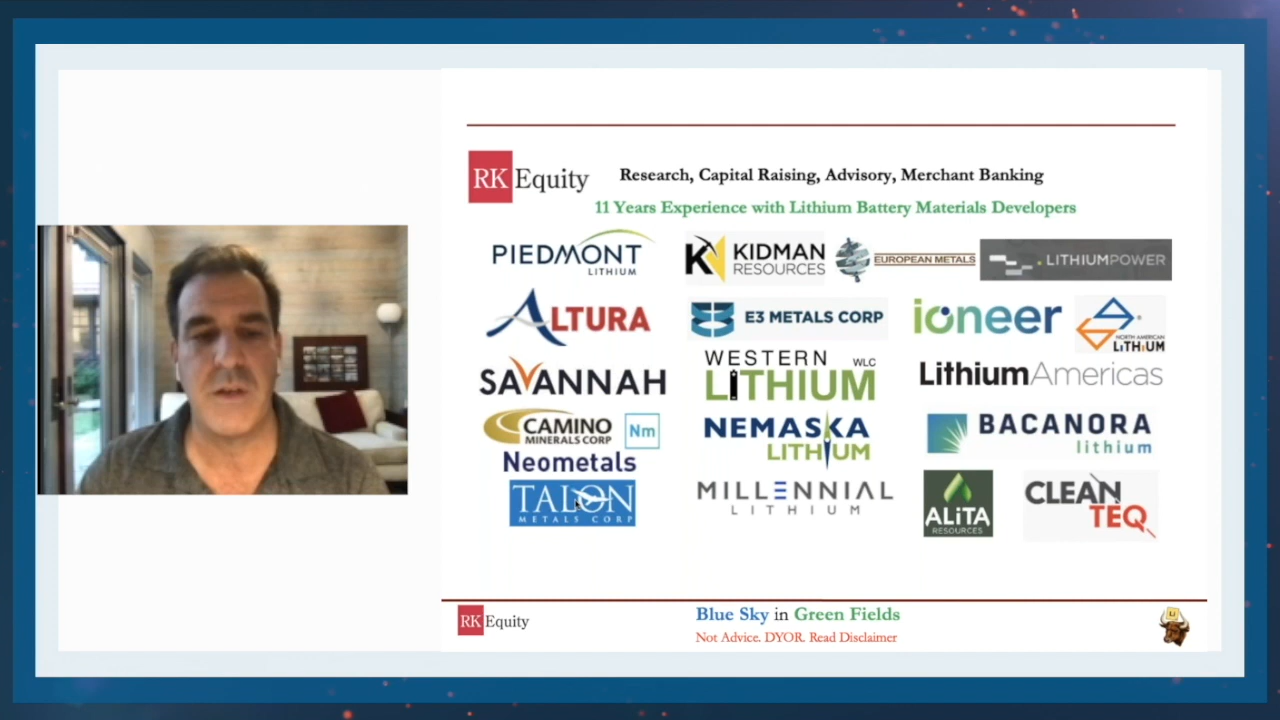 RK Equity
Research, Capital Raising, Advisory, Merchant Banking
11 Years Experience with Lithium Battery Materials Developers
PIEDMONT
LITHIUM
KIDMAN
RESOURCES
EUROPEAN METALS
LITHIUMPOWER
ALTURA
E3 METALS CORP
ioneer
NORTH AMERICAN
LiTHIUM
SAVANNAH
WESTERN WLC
LITHIUM
LithiumAmericas
CAMINO
MINERALS CORP
Nm
Neometals
NEMASKA
LITHIUM
BACANORA
lithium
TALON
METALS CORP
MILLENNIAL
LITHIUM
ALiTA
RESOURCES
CLEAN
TEQ
RK Equity
Blue Sky in Green Fields
Not Advice. DYOR. Read Disclaimer
Li